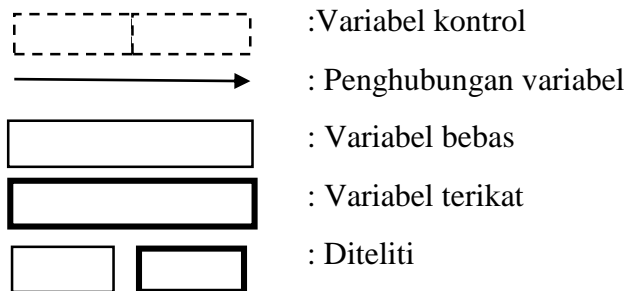 :Variabel kontrol
: Penghubungan variabel
: Variabel bebas
: Variabel terikat
: Diteliti